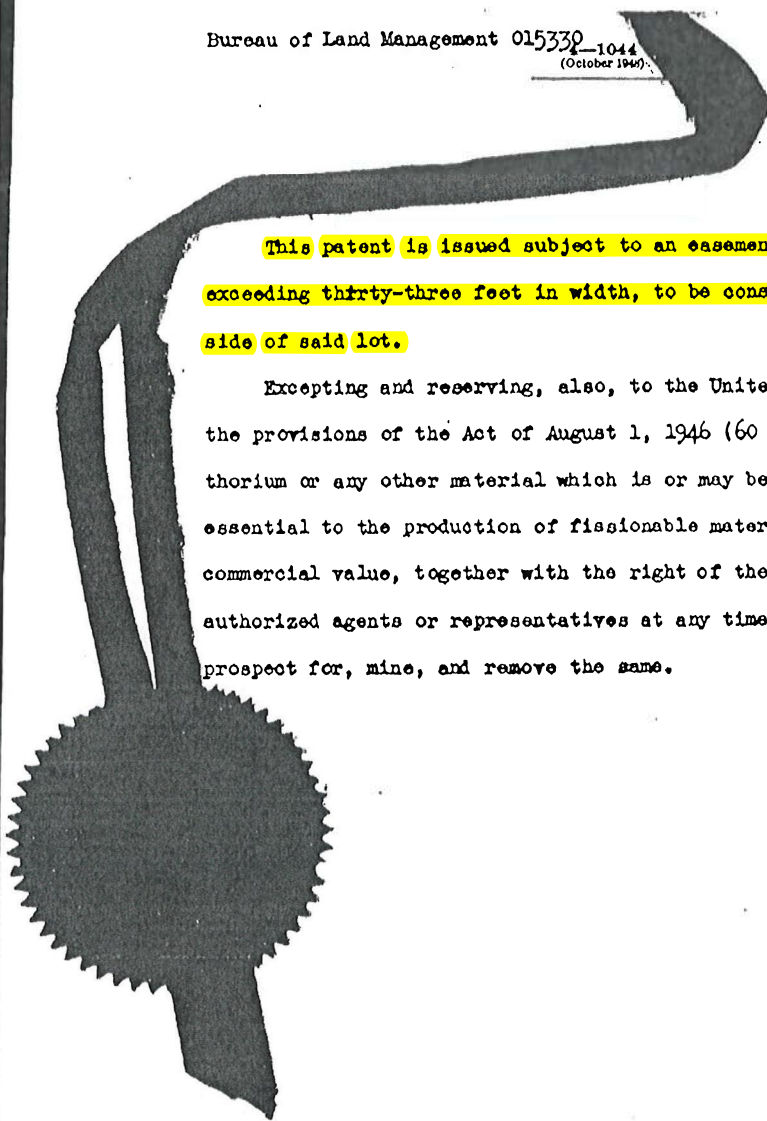 Bureau of Land Management 015339
4—1044
(October 1948)
This patent is issued subject to an easemen
exceeding thirty-three feet in width, to be cons
side of said lot.
Excepting and reserving, also, to the Unite
the provisions of the Act of August 1, 1946 (60
thorium or any other material which is or may be
essential to the production of fissionable mater
commercial value, together with the right of the
authorized agents or representatives at any time
prospect for, mine, and remove the same.